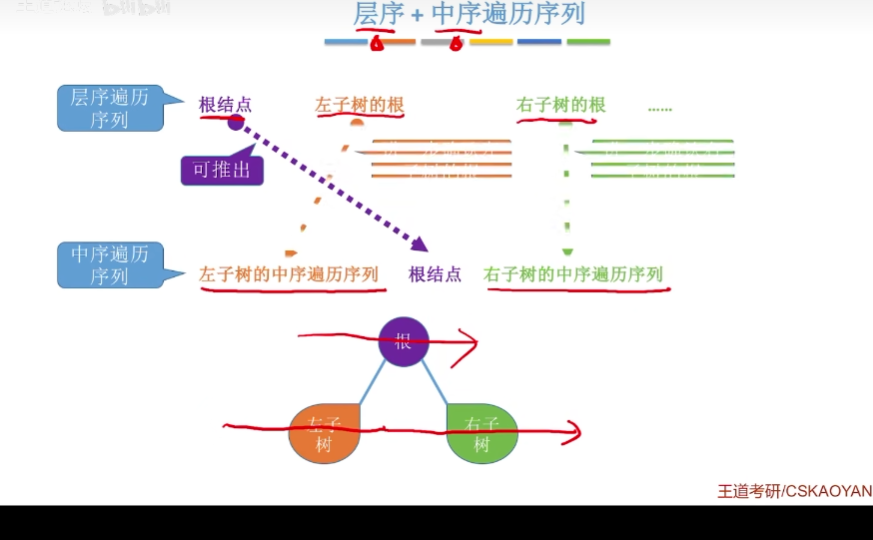 层序 + 中序遍历序列
层序遍历
序列
根结点
左子树的根
右子树的根
……
可推出
中序遍历
序列
左子树的中序遍历序列
根结点
右子树的中序遍历序列
根
左子
树
右子
树
王道考研/CSKAOYAN